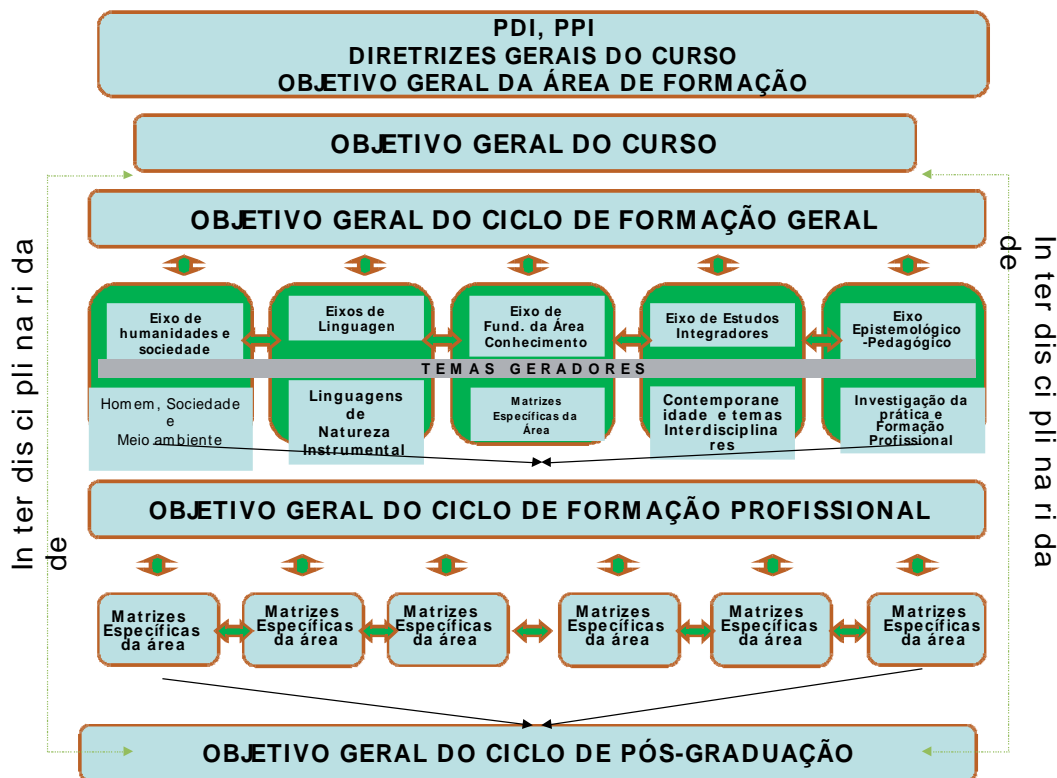 PDI, PPI
DIRETRIZES GERAIS DO CURSO
OBJETIVO GERAL DA ÁREA DE FORMAÇÃO
OBJETIVO GERAL DO CURSO
OBJETIVO GERAL DO CICLO DE FORMAÇÃO GERAL
Eixo de
humanidades e
sociedade
Eixos de
Linguagen
Eixo de
Fund. da Área
Conhecimento
Eixo de Estudos
Integradores
Eixo
Epistemológico
-Pedagógico
TEMAS GERADORES
Homem, Sociedade
e
Meio ambiente
Linguagens
de
Natureza
Instrumental
Matrizes
Específicas da
Área
Contemporane
idade e temas
Interdisciplina
res
Investigação da
prática e
Formação
Profissional
OBJETIVO GERAL DO CICLO DE FORMAÇÃO PROFISSIONAL
Matrizes
Específicas
da área
Matrizes
Específicas
da área
Matrizes
Específicas
da área
Matrizes
Específicas
da área
Matrizes
Específicas
da área
Matrizes
Específicas
da área
OBJETIVO GERAL DO CICLO DE PÓS-GRADUAÇÃO
In ter dis ci pli na ri da
de
In ter dis ci pli na ri da
de